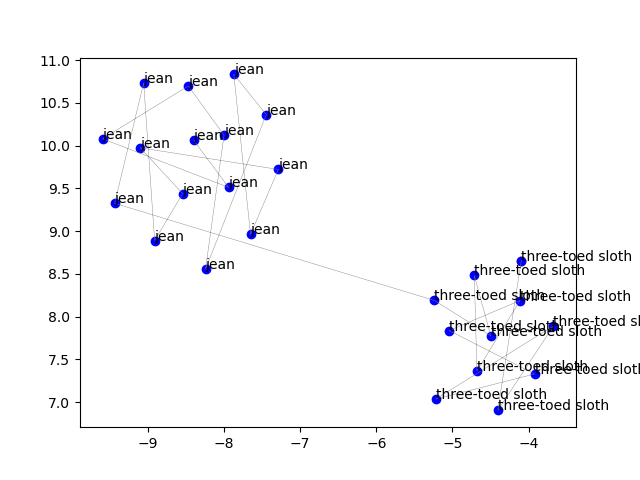 11.0
jean
jean
jean
10.5
jean
jean
jean
jean
jean
10.0
jean
9.5
jean
jean
jean
9.0
jean
jean
jean
8.5
three-toed sloth
three-toed sloth
three-toed sloth
three-toed sloth
8.0
three-toed sloth
three-toed sloth
three-toed sl
7.5
three-toed sloth
three-toed sloth
three-toed sloth
7.0
three-toed sloth
−9
−8
−7
−6
−5
−4